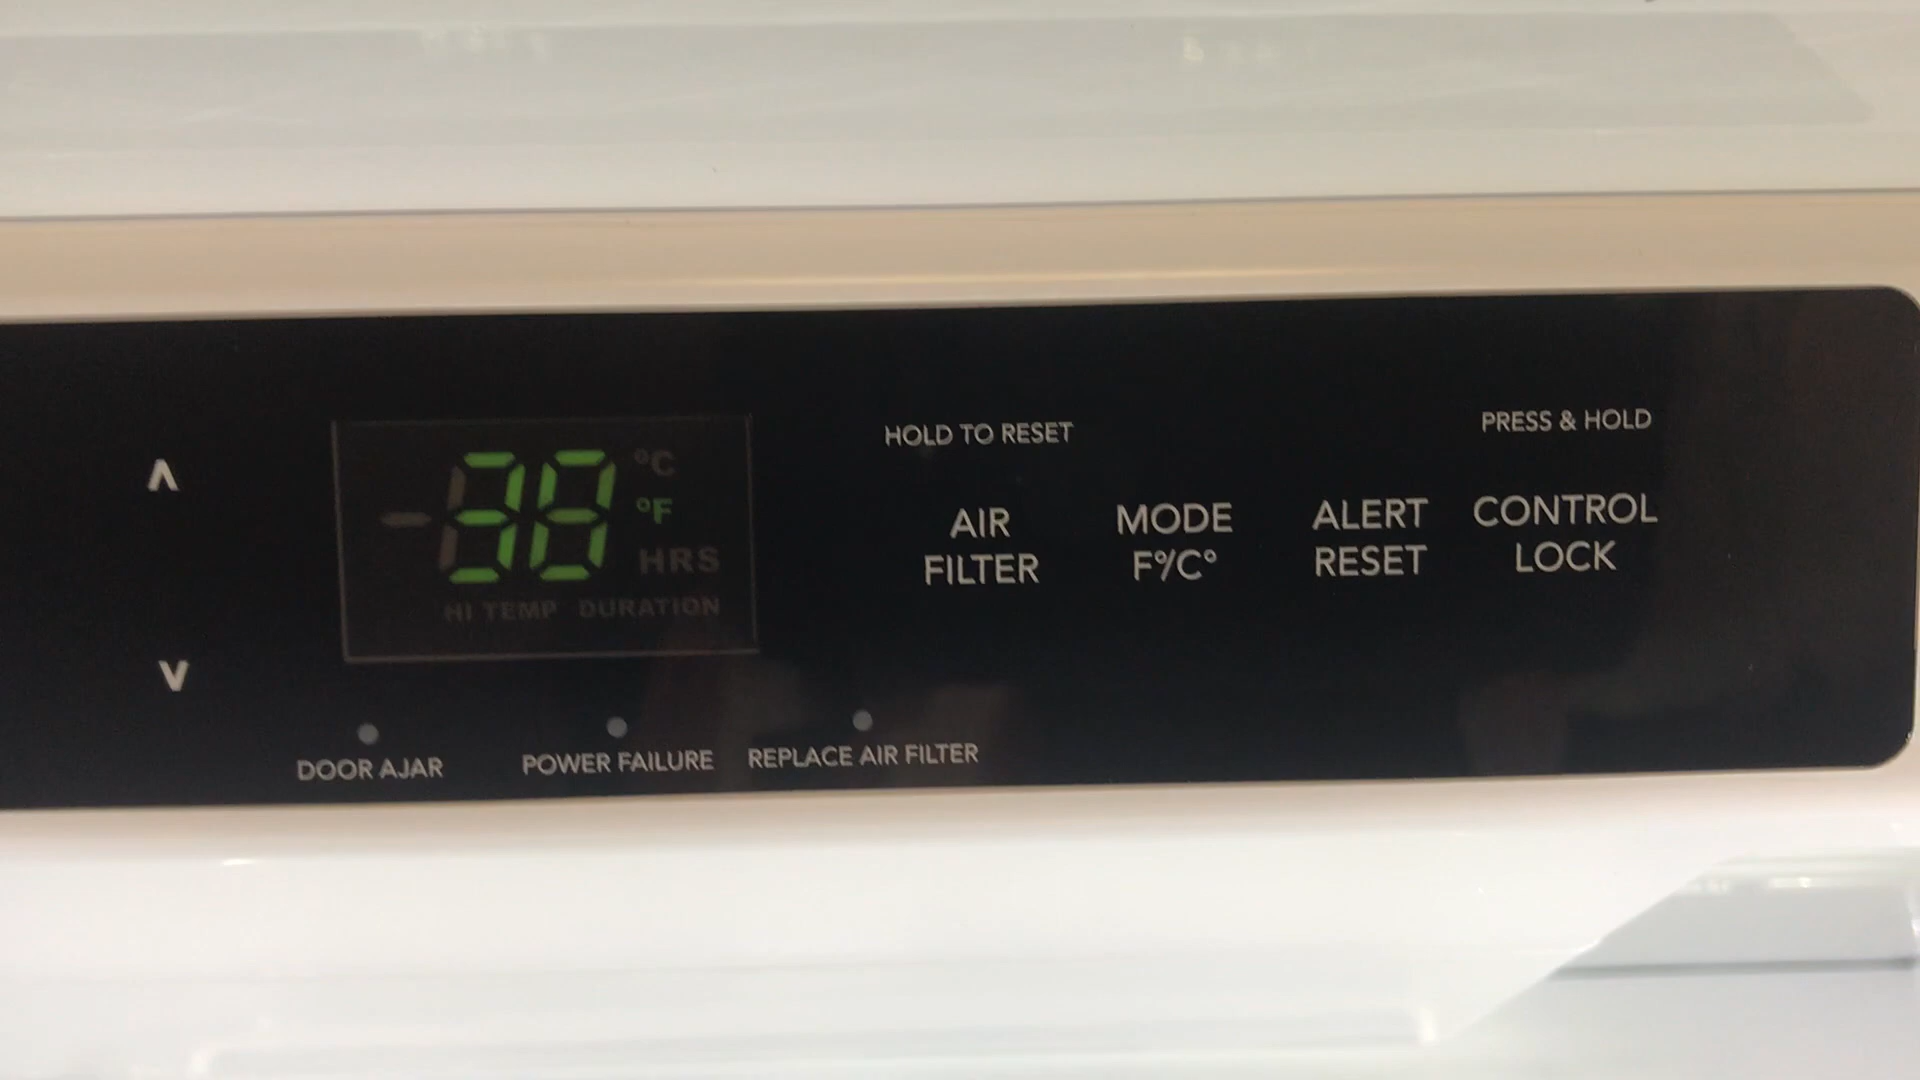 HOLD TO RESET
PRESS & HOLD
∧
38
°C
°F
HRS
HI TEMP DURATION
AIR
FILTER
MODE
F°/C°
ALERT
RESET
CONTROL
LOCK
∨
DOOR AJAR
POWER FAILURE
REPLACE AIR FILTER